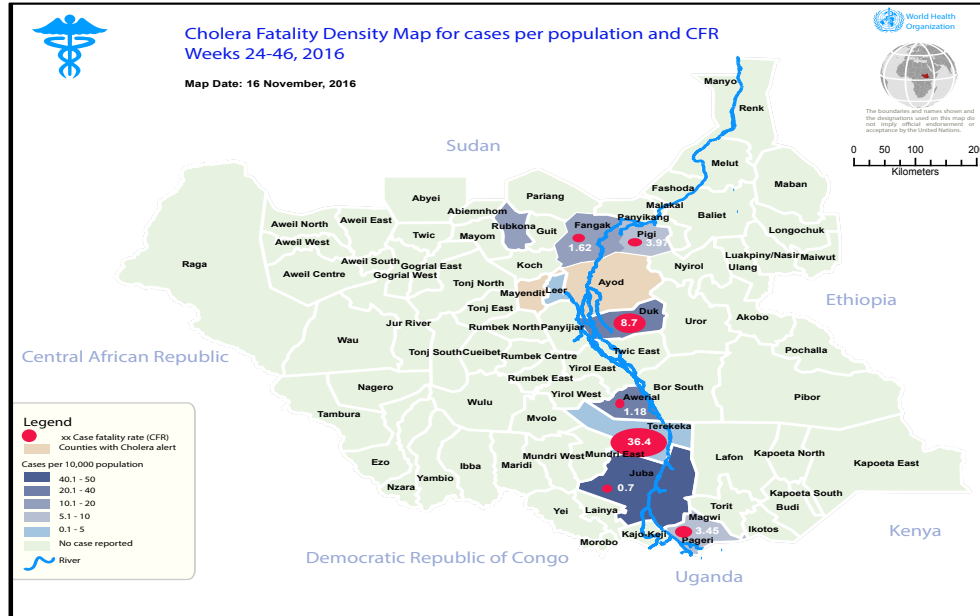 Cholera Fatality Density Map for cases per population and CFR
Weeks 24-46, 2016
Map Date: 16 November, 2016
World Health
Organization
The boundaries and names shown and
the designations used on this map do
not imply official endorsement or
acceptance by the United Nations.
0 50 100 20
Kilometers
Manyo
Renk
Sudan
Melut
Maban
Fashoda
Abyei
Pariang
Malakal
Abiemnhom
Panyikang
Baliet
Aweil North
Aweil East
Rubkona
Fangak
Longochuk
Twic
Mayom
Guit
Pigi
Aweil West
1.62
3.97
Luakpiny/Nasir
Maiwut
Raga
Aweil South
Gogrial East
Koch
Nyirol
Ulang
Aweil Centre
Gogrial West
Tonj North
Ayod
Leer
Mayendit
Ethiopia
Tonj East
Duk
Akobo
Jur River
Rumbek North
Panyijiar
8.7
Uror
Wau
Central African Republic
Tonj South
Cueibet
Rumbek Centre
Twic East
Pochalla
Yirol East
Nagero
Rumbek East
Bor South
Yirol West
Awerial
Pibor
Wulu
Tambura
Mvolo
1.18
Terekeka
36.4
Mundri East
Mundri West
Lafon
Kapoeta North
Ezo
Ibba
Maridi
Kapoeta East
Yambio
Juba
Nzara
0.7
Kapoeta South
Yei
Lainya
Torit
Budi
Magwi
Ikotos
Kajo-Keji
3.45
Morobo
Pageri
Kenya
Democratic Republic of Congo
Uganda
Legend
xx Case fatality rate (CFR)
Counties with Cholera alert
Cases per 10,000 population
40.1 - 50
20.1 - 40
10.1 - 20
5.1 - 10
0.1 - 5
No case reported
River